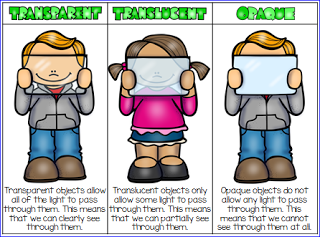 TRANSPARENT
TRANSLUCENT
OPAQUE
Transparent objects allow
all of the light to pass
through them. This means
that we can clearly see
through them.
Translucent objects only
allow some light to pass
through them. This means
that we can partially see
through them.
Opaque objects do not
allow any light to pass
through them. This
means that we cannot
see through them at all.